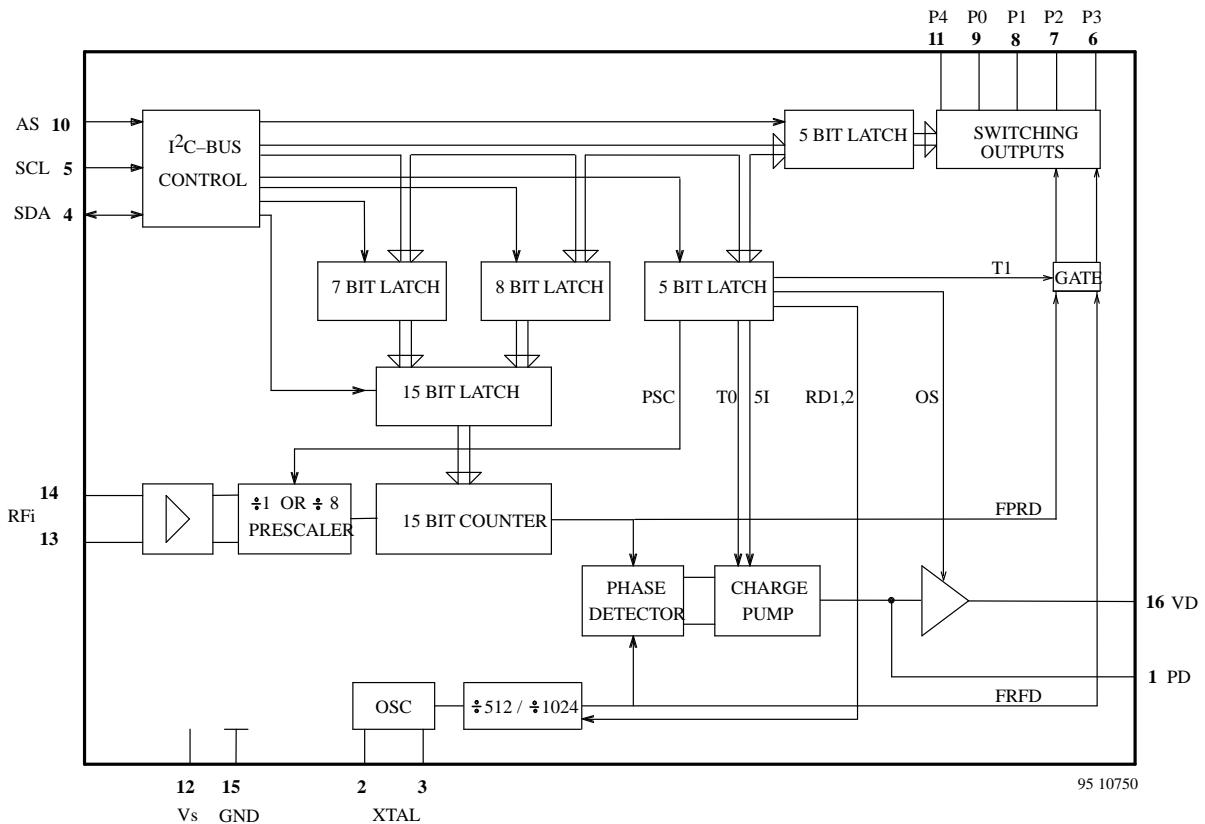 P4 P0 P1 P2 P3
11 9 8 7 6
AS 10
SCL 5
SDA 4
I2C–BUS
CONTROL
5 BIT LATCH
SWITCHING
OUTPUTS
7 BIT LATCH
8 BIT LATCH
5 BIT LATCH
T1
GATE
15 BIT LATCH
PSC
T0
5I
RD1,2
OS
14
RFi
13
÷1 OR ÷ 8
PRESCALER
15 BIT COUNTER
FPRD
PHASE
DETECTOR
CHARGE
PUMP
16 VD
1 PD
FRFD
OSC
÷512 / ÷1024
12 15 2 3
Vs GND XTAL
95 10750